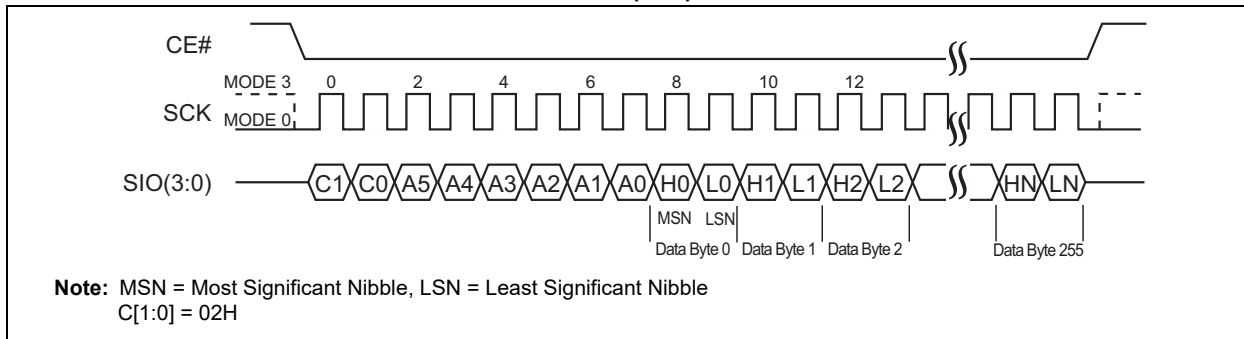 CE#
MODE 3 0 2 4 6 8 10 12
SCK MODE 0
SIO(3:0) C1 C0 A5 A4 A3 A2 A1 A0 H0 L0 H1 L1 H2 L2 HN LN
MSN LSN
Data Byte 0 Data Byte 1 Data Byte 2 Data Byte 255
Note: MSN = Most Significant Nibble, LSN = Least Significant Nibble
C[1:0] = 02H